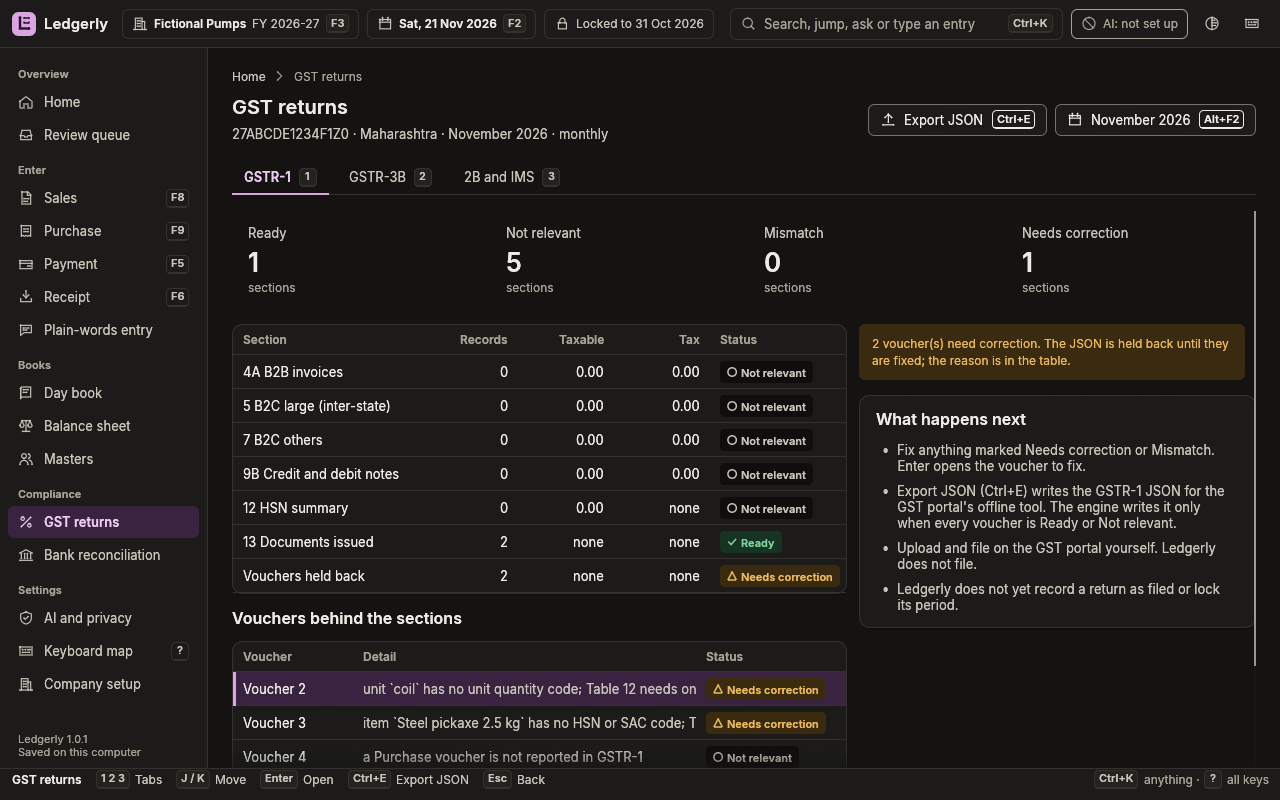 Ledgerly
Fictional Pumps FY 2026-27 F3
Sat, 21 Nov 2026 F2
Locked to 31 Oct 2026
Search, jump, ask or type an entry Ctrl+K
AI: not set up
Overview
Home
Review queue
Enter
Sales F8
Purchase F9
Payment F5
Receipt F6
Plain-words entry
Books
Day book
Balance sheet
Masters
Compliance
GST returns
Bank reconciliation
Settings
AI and privacy
Keyboard map ?
Company setup
Ledgerly 1.0.1
Saved on this computer
Home > GST returns
GST returns
27ABCDE1234F1Z0 · Maharashtra · November 2026 · monthly
Export JSON Ctrl+E
November 2026 Alt+F2
GSTR-1 1 GSTR-3B 2 2B and IMS 3
Ready Not relevant Mismatch Needs correction
1 5 0 1
sections sections sections sections
Section Records Taxable Tax Status
4A B2B invoices 0 0.00 0.00 Not relevant
5 B2C large (inter-state) 0 0.00 0.00 Not relevant
7 B2C others 0 0.00 0.00 Not relevant
9B Credit and debit notes 0 0.00 0.00 Not relevant
12 HSN summary 0 0.00 none Not relevant
13 Documents issued 2 none none Ready
Vouchers held back 2 none none Needs correction
2 voucher(s) need correction. The JSON is held back until they
are fixed; the reason is in the table.
What happens next
• Fix anything marked Needs correction or Mismatch.
Enter opens the voucher to fix.
• Export JSON (Ctrl+E) writes the GSTR-1 JSON for the
GST portal's offline tool. The engine writes it only
when every voucher is Ready or Not relevant.
• Upload and file on the GST portal yourself. Ledgerly
does not file.
• Ledgerly does not yet record a return as filed or lock
its period.
Vouchers behind the sections
Voucher Detail Status
Voucher 2 unit `coil` has no unit quantity code; Table 12 needs on Needs correction
Voucher 3 item `Steel pickaxe 2.5 kg` has no HSN or SAC code; T Needs correction
Voucher 4 a Purchase voucher is not reported in GSTR-1 Not relevant
GST returns 1 2 3 Tabs J / K Move Enter Open Ctrl+E Export JSON Esc Back
Ctrl+K anything · ? all keys